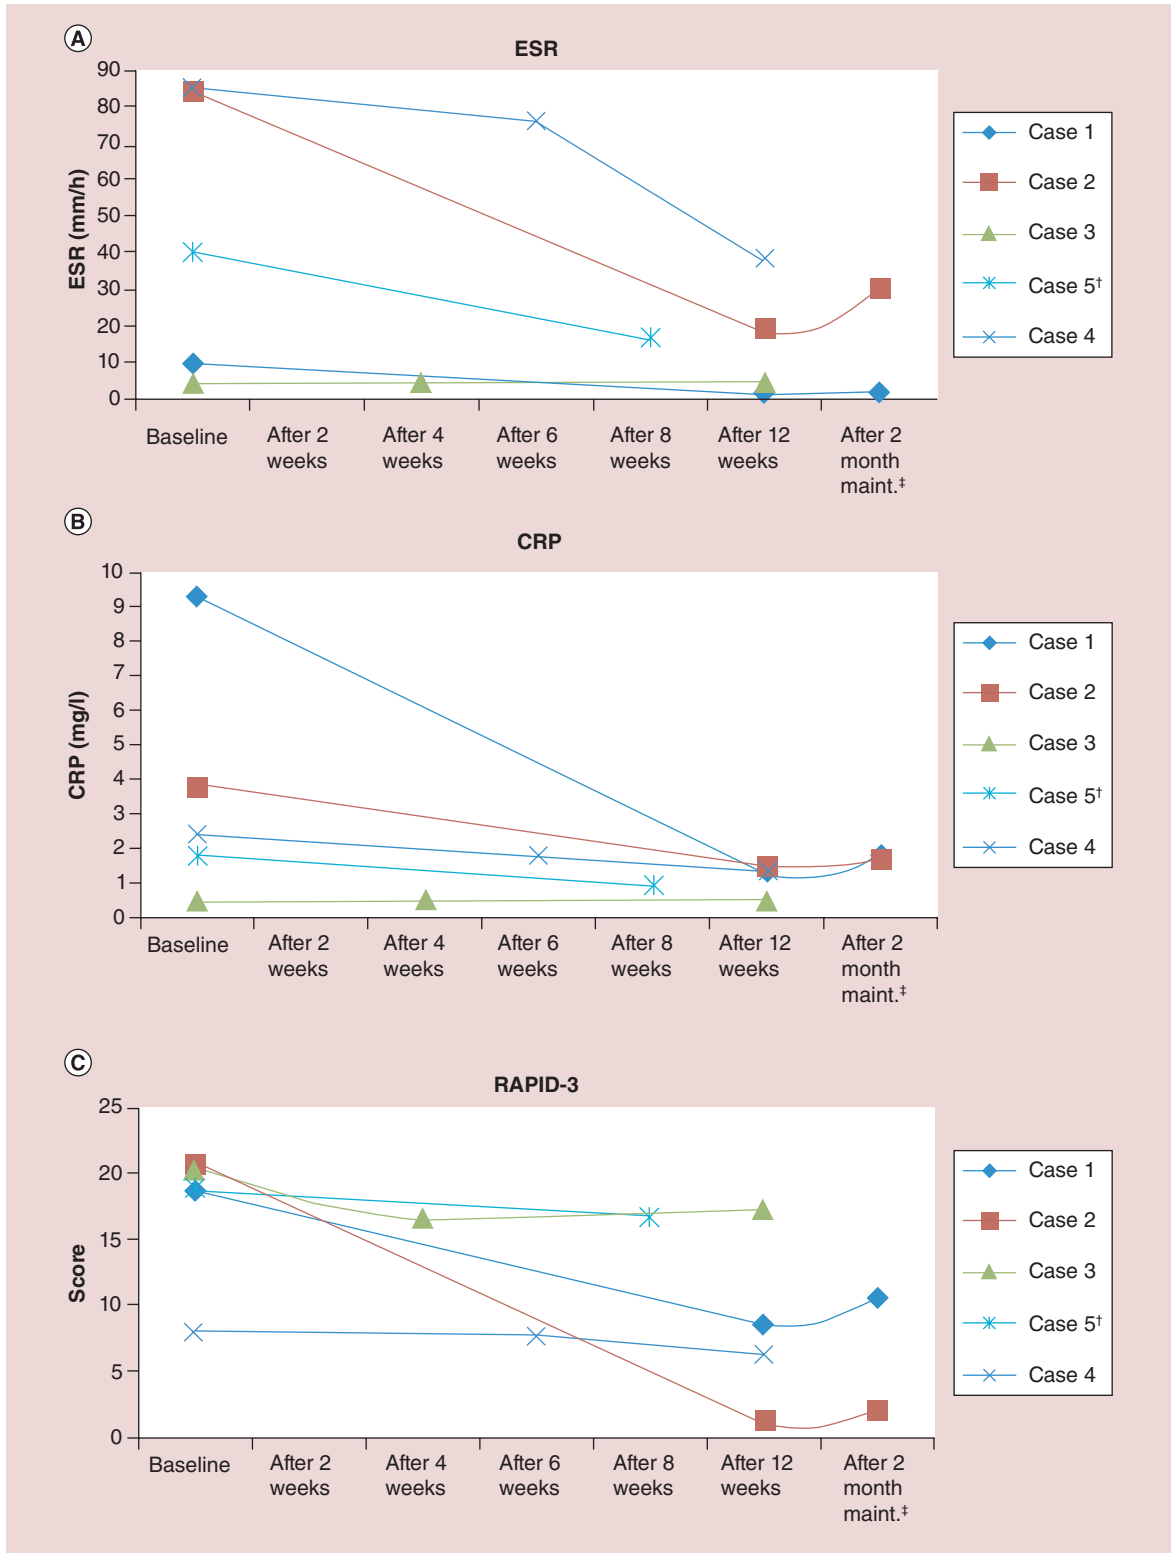 A
ESR
90
80
70
60
50
40
30
20
10
0
ESR (mm/h)
Baseline
After 2
weeks
After 4
weeks
After 6
weeks
After 8
weeks
After 12
weeks
After 2
month
maint.‡
Case 1
Case 2
Case 3
Case 5†
Case 4
B
CRP
10
9
8
7
6
5
4
3
2
1
0
CRP (mg/l)
Baseline
After 2
weeks
After 4
weeks
After 6
weeks
After 8
weeks
After 12
weeks
After 2
month
maint.‡
Case 1
Case 2
Case 3
Case 5†
Case 4
C
RAPID-3
25
20
15
10
5
0
Score
Baseline
After 2
weeks
After 4
weeks
After 6
weeks
After 8
weeks
After 12
weeks
After 2
month
maint.‡
Case 1
Case 2
Case 3
Case 5†
Case 4